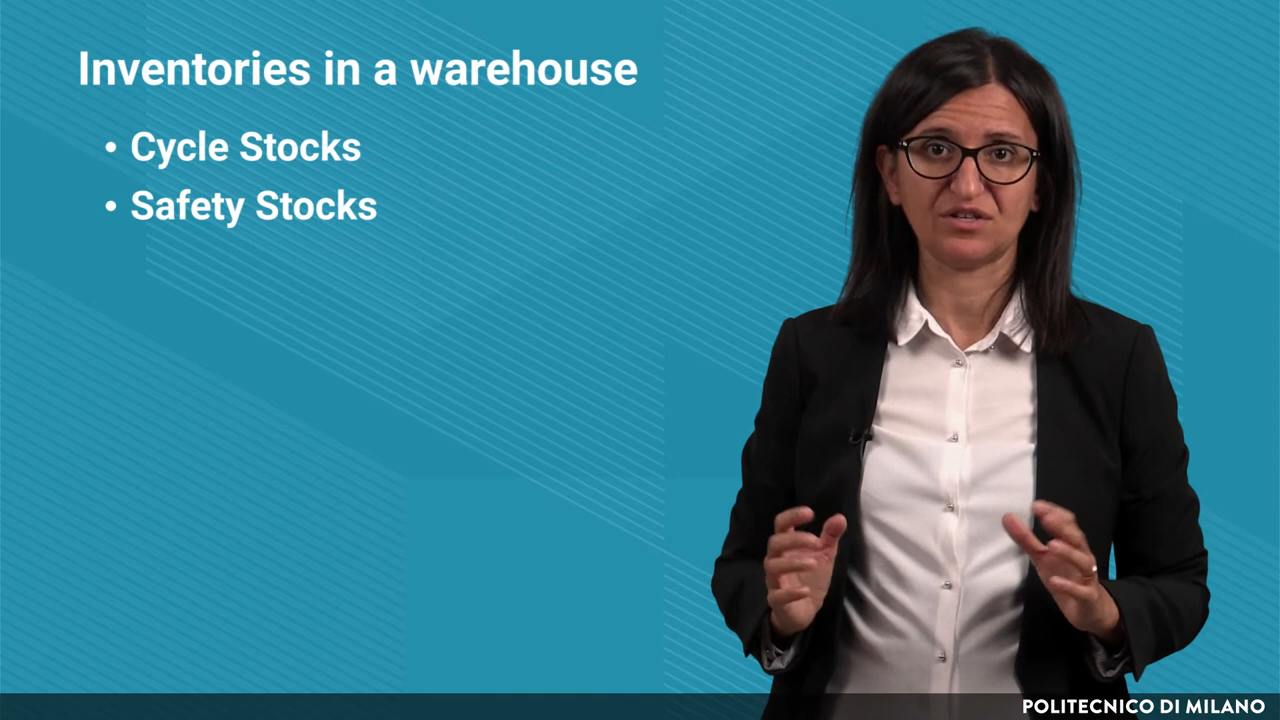 Inventories in a warehouse
• Cycle Stocks
• Safety Stocks
POLITECNICO DI MILANO